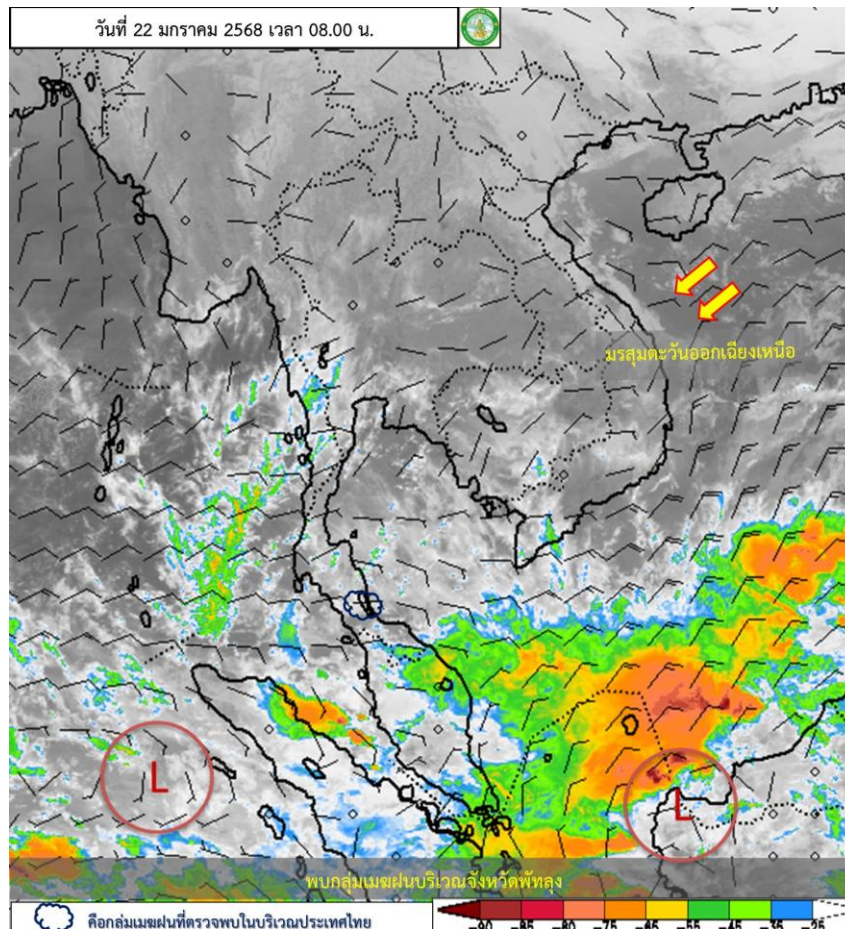 วันที่ 22 มกราคม 2568 เวลา 08.00 น.
มรสุมตะวันออกเฉียงเหนือ
L
L
พบกลุ่มเมฆฝนบริเวณจังหวัดพัทลุง
คือกลุ่มเมฆฝนที่ตรวจพบในบริเวณประเทศไทย
-90 -85 -80 -75 -65 -55 -45 -35 -25